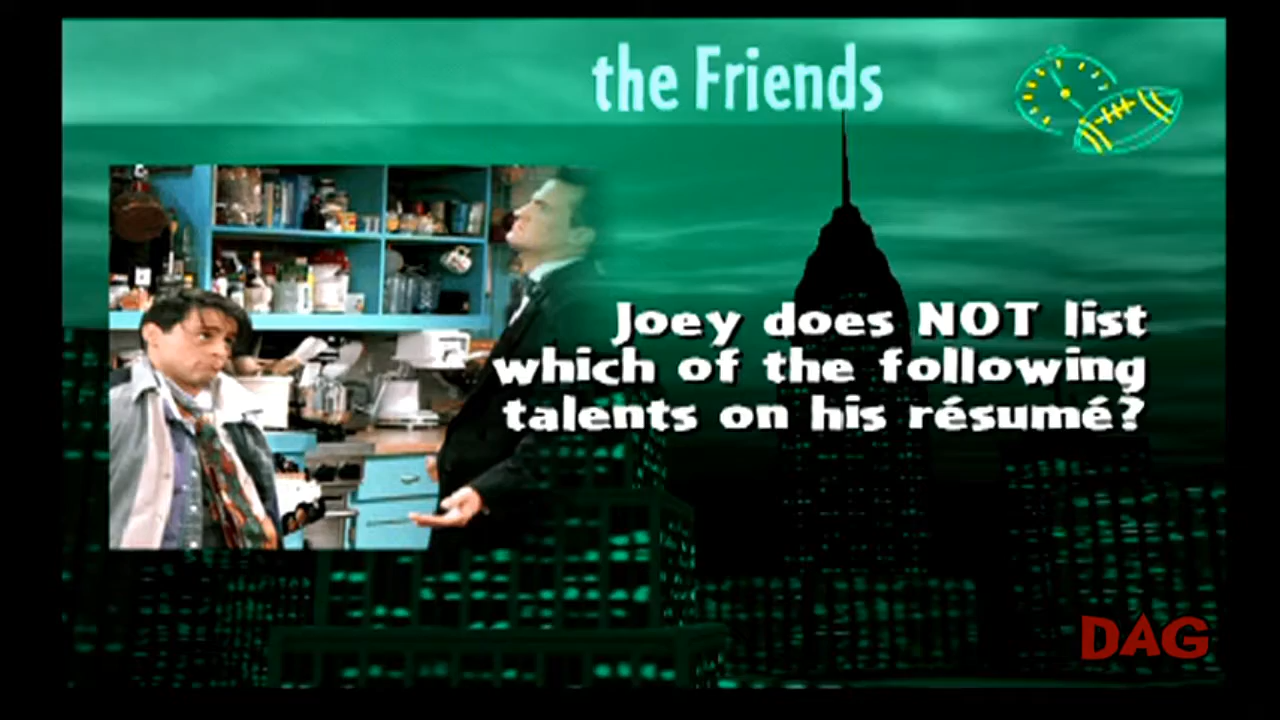 the Friends
Joey does NOT list
which of the following
talents on his résumé?
DAG